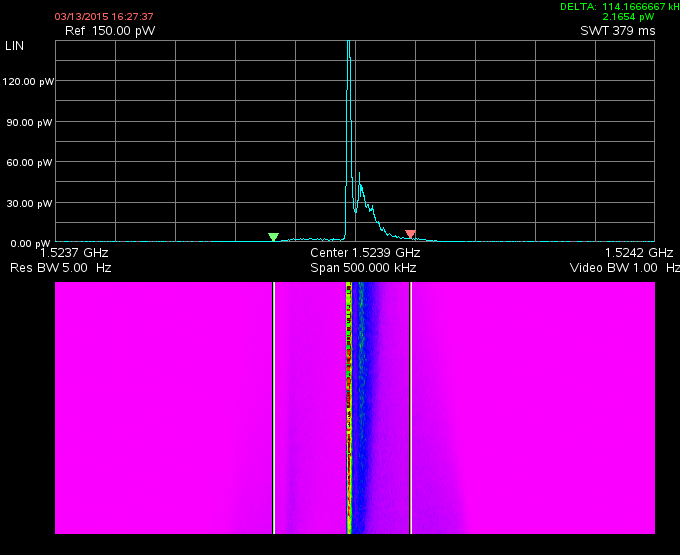 DELTA: 114.1666667 kH
2.1654 pW
03/13/2015 16:27:37
Ref 150.00 pW
SWT 379 ms
LIN
120.00 pW
90.00 pW
60.00 pW
30.00 pW
0.00 pW
1.5237 GHz Center 1.5239 GHz 1.5242 GHz
Res BW 5.00 Hz Span 500.000 kHz Video BW 1.00 Hz